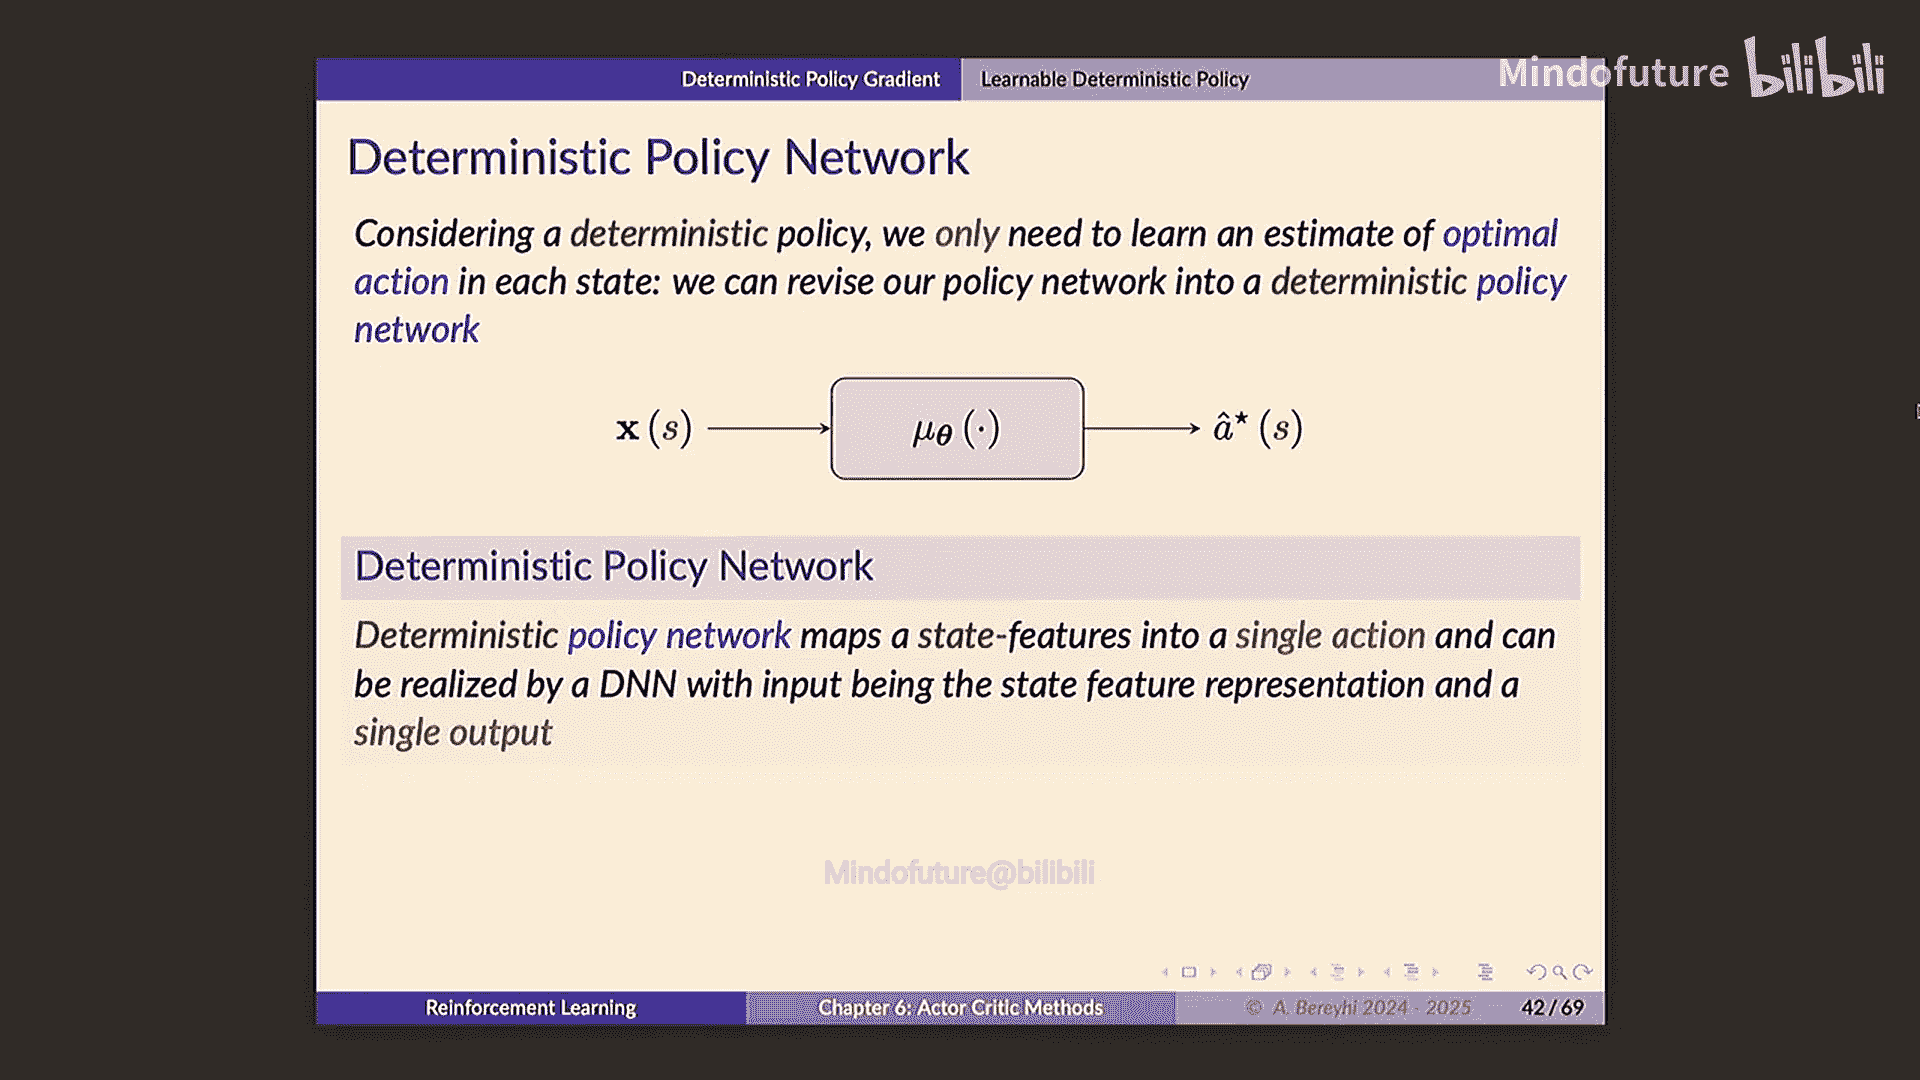 Deterministic Policy Gradient Learnable Deterministic Policy
Mindofuture bilibili
Deterministic Policy Network
Considering a deterministic policy, we only need to learn an estimate of optimal
action in each state: we can revise our policy network into a deterministic policy
network
x (s) μ_θ (·) â* (s)
Deterministic Policy Network
Deterministic policy network maps a state-features into a single action and can
be realized by a DNN with input being the state feature representation and a
single output
Mindofuture@bilibili
Reinforcement Learning Chapter 6: Actor Critic Methods © A. Bereyhi 2024 - 2025 42 / 69